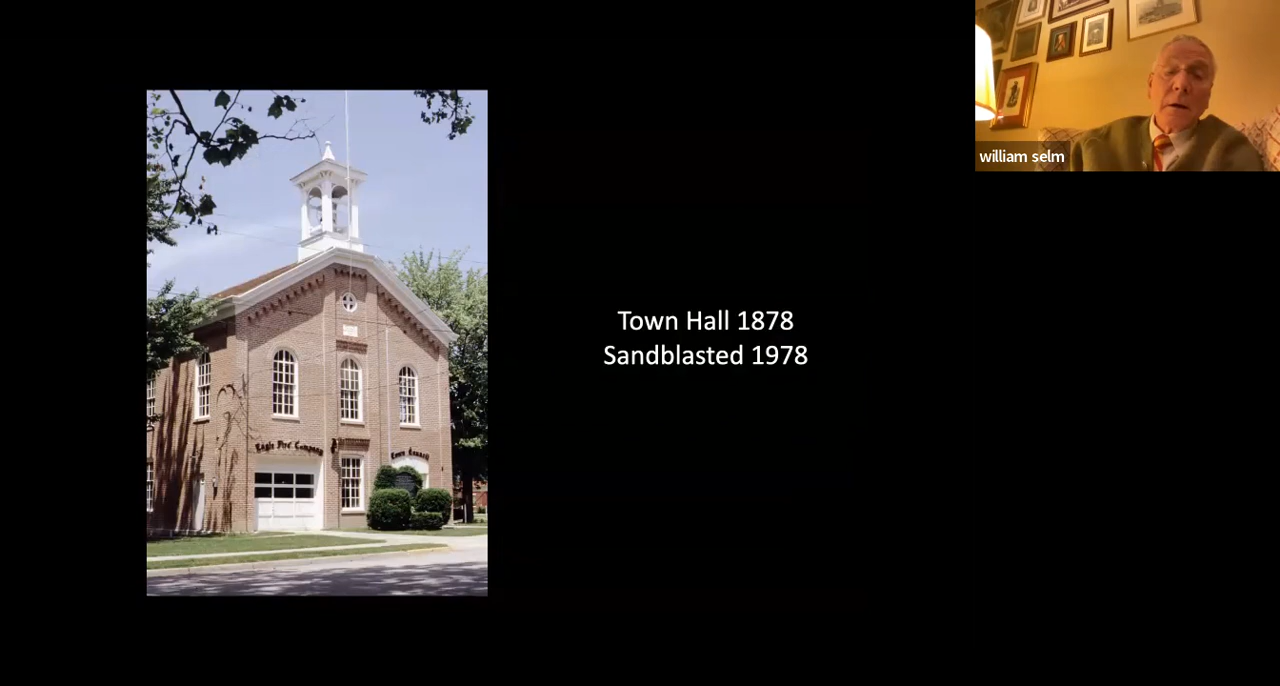 william selm
Town Hall 1878
Sandblasted 1978
Eagle Fire Company
Town Council